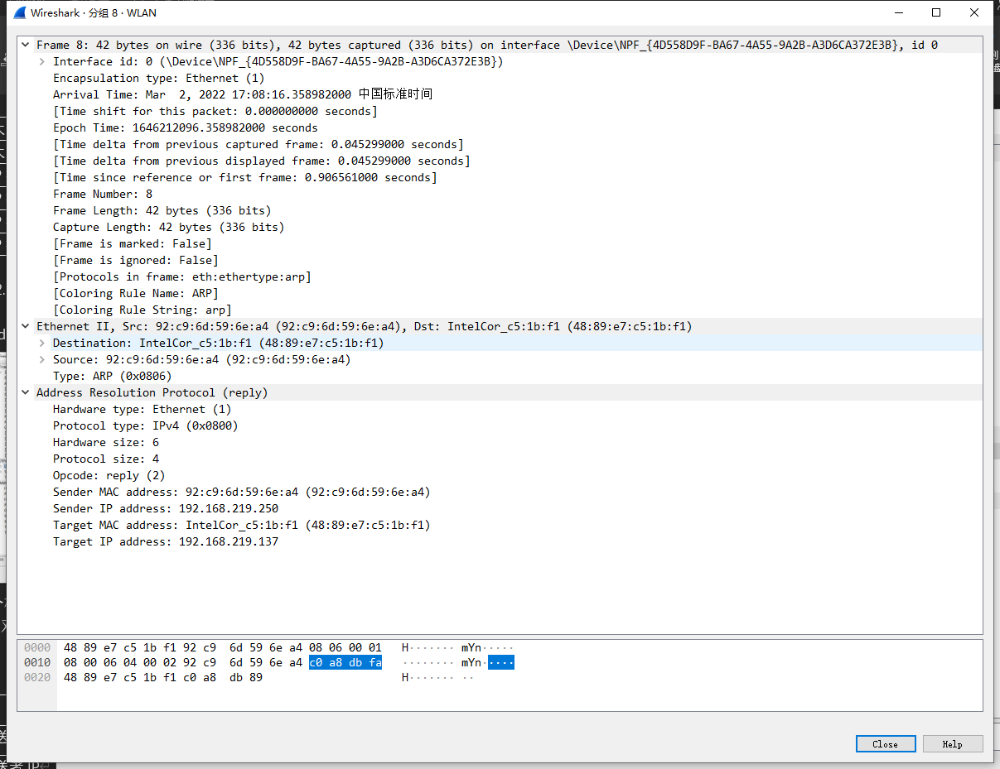 Wireshark · 分组 8 · WLAN
Frame 8: 42 bytes on wire (336 bits), 42 bytes captured (336 bits) on interface \Device\NPF_{4D558D9F-BA67-4A55-9A2B-A3D6CA372E3B}, id 0
Interface id: 0 (\Device\NPF_{4D558D9F-BA67-4A55-9A2B-A3D6CA372E3B})
Encapsulation type: Ethernet (1)
Arrival Time: Mar  2, 2022 17:08:16.358982000 中国标准时间
[Time shift for this packet: 0.000000000 seconds]
Epoch Time: 1646212096.358982000 seconds
[Time delta from previous captured frame: 0.045299000 seconds]
[Time delta from previous displayed frame: 0.045299000 seconds]
[Time since reference or first frame: 0.906561000 seconds]
Frame Number: 8
Frame Length: 42 bytes (336 bits)
Capture Length: 42 bytes (336 bits)
[Frame is marked: False]
[Frame is ignored: False]
[Protocols in frame: eth:ethertype:arp]
[Coloring Rule Name: ARP]
[Coloring Rule String: arp]
Ethernet II, Src: 92:c9:6d:59:6e:a4 (92:c9:6d:59:6e:a4), Dst: IntelCor_c5:1b:f1 (48:89:e7:c5:1b:f1)
Destination: IntelCor_c5:1b:f1 (48:89:e7:c5:1b:f1)
Source: 92:c9:6d:59:6e:a4 (92:c9:6d:59:6e:a4)
Type: ARP (0x0806)
Address Resolution Protocol (reply)
Hardware type: Ethernet (1)
Protocol type: IPv4 (0x0800)
Hardware size: 6
Protocol size: 4
Opcode: reply (2)
Sender MAC address: 92:c9:6d:59:6e:a4 (92:c9:6d:59:6e:a4)
Sender IP address: 192.168.219.250
Target MAC address: IntelCor_c5:1b:f1 (48:89:e7:c5:1b:f1)
Target IP address: 192.168.219.137
0000 48 89 e7 c5 1b f1 92 c9 6d 59 6e a4 08 06 00 01 H······· mYn·····
0010 08 00 06 04 00 02 92 c9 6d 59 6e a4 c0 a8 db fa ········ mYn·····
0020 48 89 e7 c5 1b f1 c0 a8 db 89 H······· ··
Close
Help